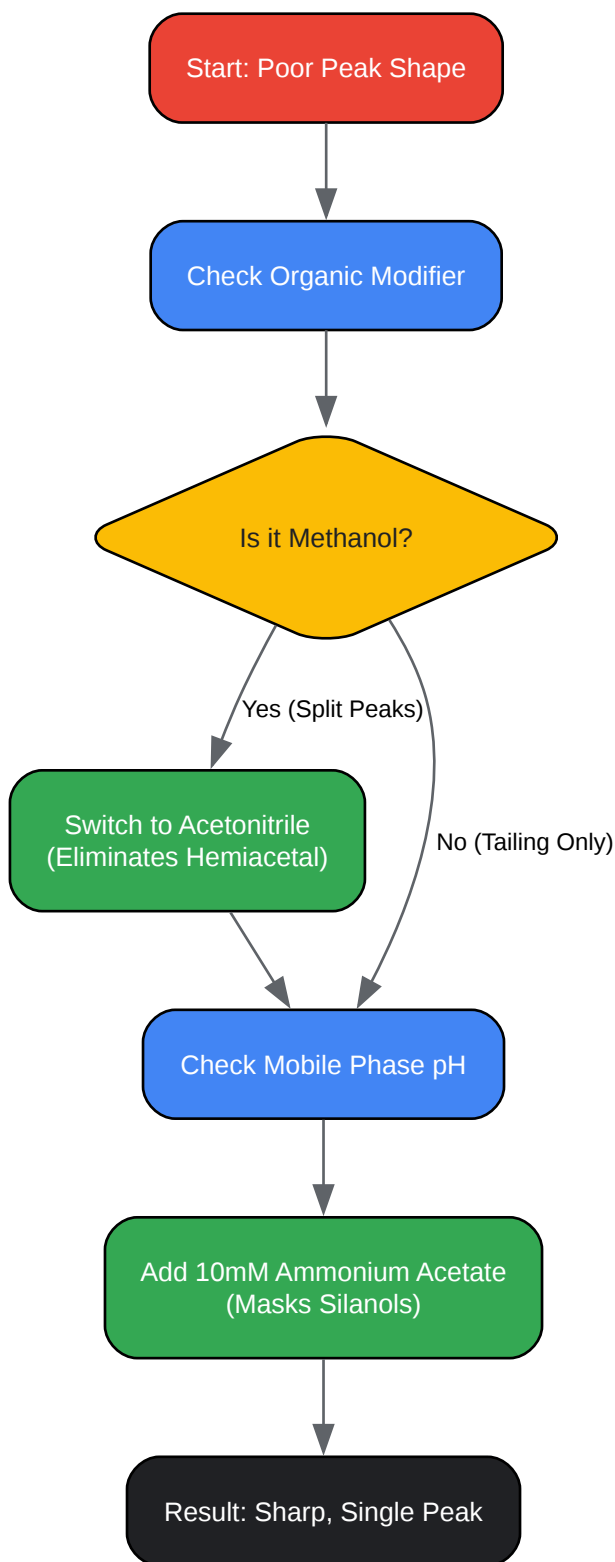 Start: Poor Peak Shape
Check Organic Modifier
Is it Methanol?
Yes (Split Peaks)
Switch to Acetonitrile
(Eliminates Hemiacetal)
No (Tailing Only)
Check Mobile Phase pH
Add 10mM Ammonium Acetate
(Masks Silanols)
Result: Sharp, Single Peak